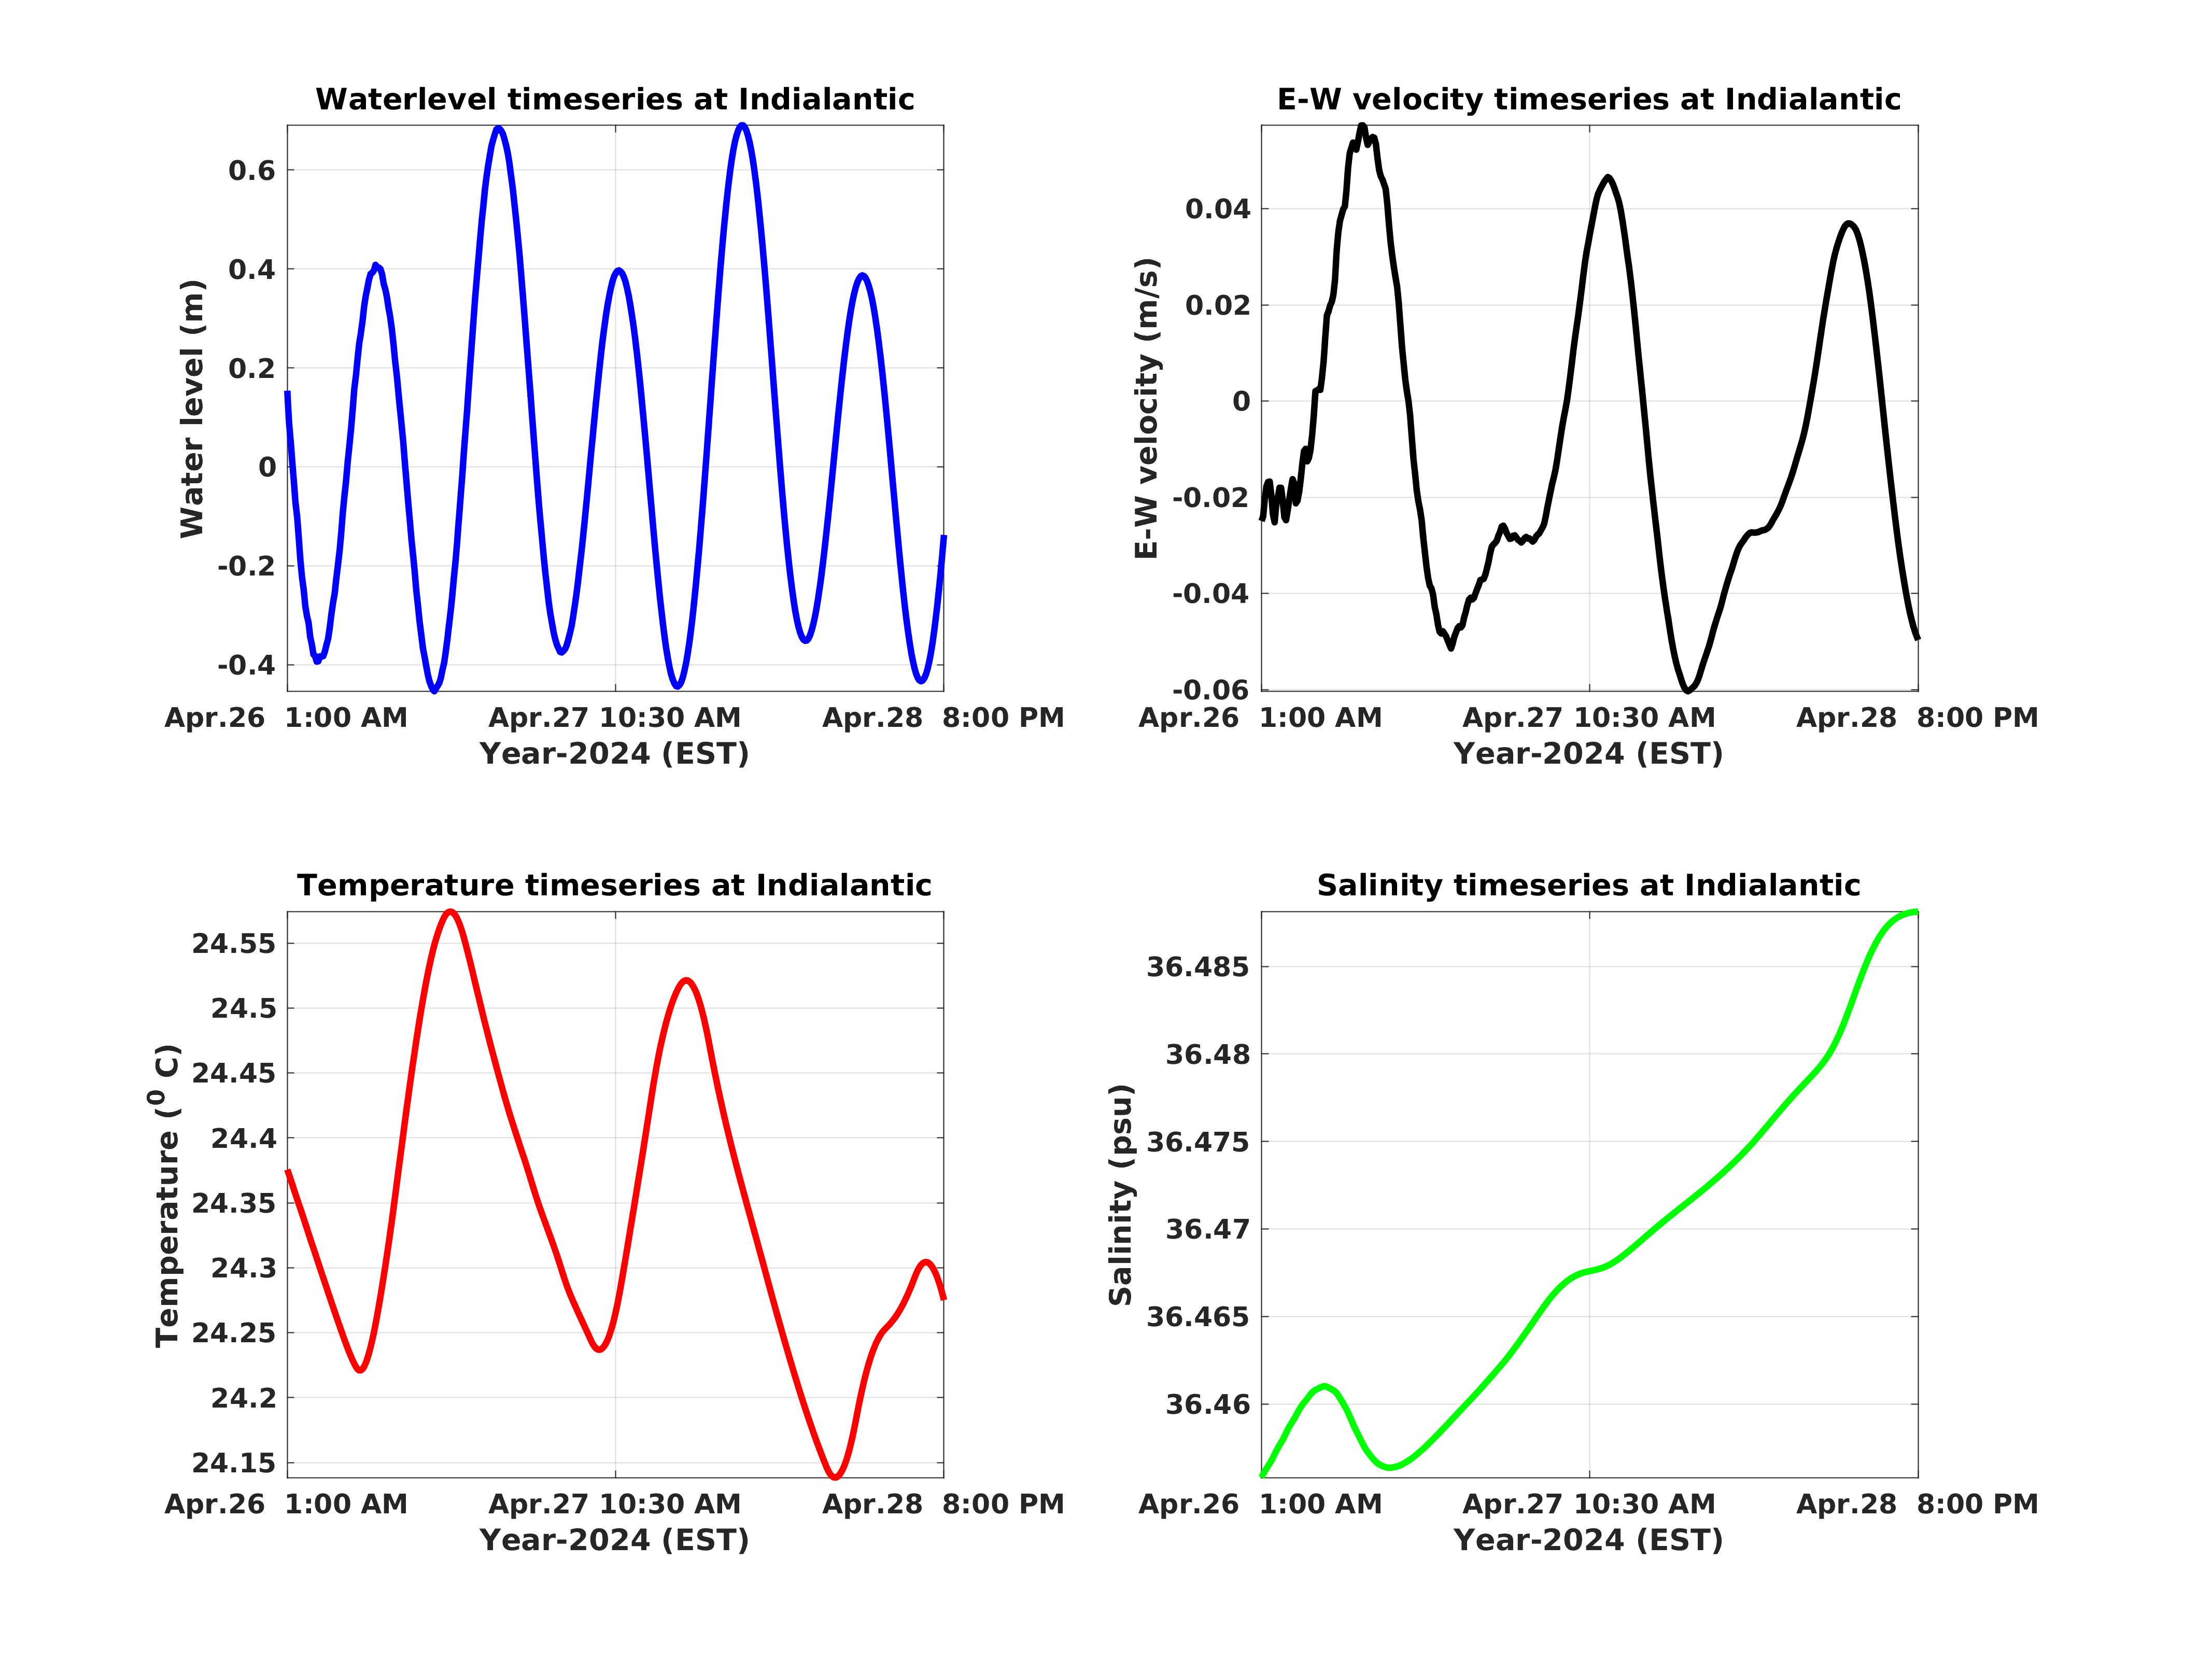 Waterlevel timeseries at Indialantic
0.6
0.4
0.2
0
-0.2
-0.4
Water level (m)
Apr.26 1:00 AM Apr.27 10:30 AM Apr.28 8:00 PM
Year-2024 (EST)
E-W velocity timeseries at Indialantic
0.04
0.02
0
-0.02
-0.04
-0.06
E-W velocity (m/s)
Apr.26 1:00 AM Apr.27 10:30 AM Apr.28 8:00 PM
Year-2024 (EST)
Temperature timeseries at Indialantic
24.55
24.5
24.45
24.4
24.35
24.3
24.25
24.2
24.15
Temperature (⁰ C)
Apr.26 1:00 AM Apr.27 10:30 AM Apr.28 8:00 PM
Year-2024 (EST)
Salinity timeseries at Indialantic
36.485
36.48
36.475
36.47
36.465
36.46
Salinity (psu)
Apr.26 1:00 AM Apr.27 10:30 AM Apr.28 8:00 PM
Year-2024 (EST)